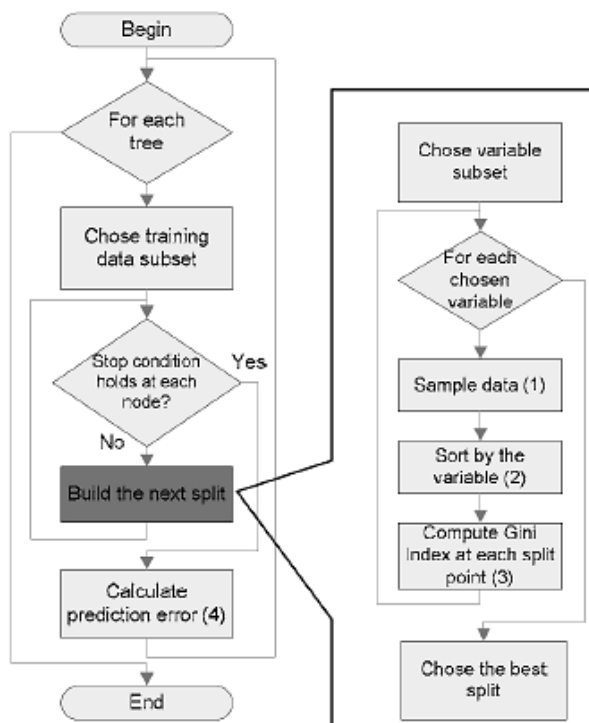 Begin
For each
tree
Chose training
data subset
Stop condition
holds at each
node?
Yes
No
Build the next split
Calculate
prediction error (4)
End
Chose variable
subset
For each
chosen
variable
Sample data (1)
Sort by the
variable (2)
Compute Gini
Index at each split
point (3)
Chose the best
split